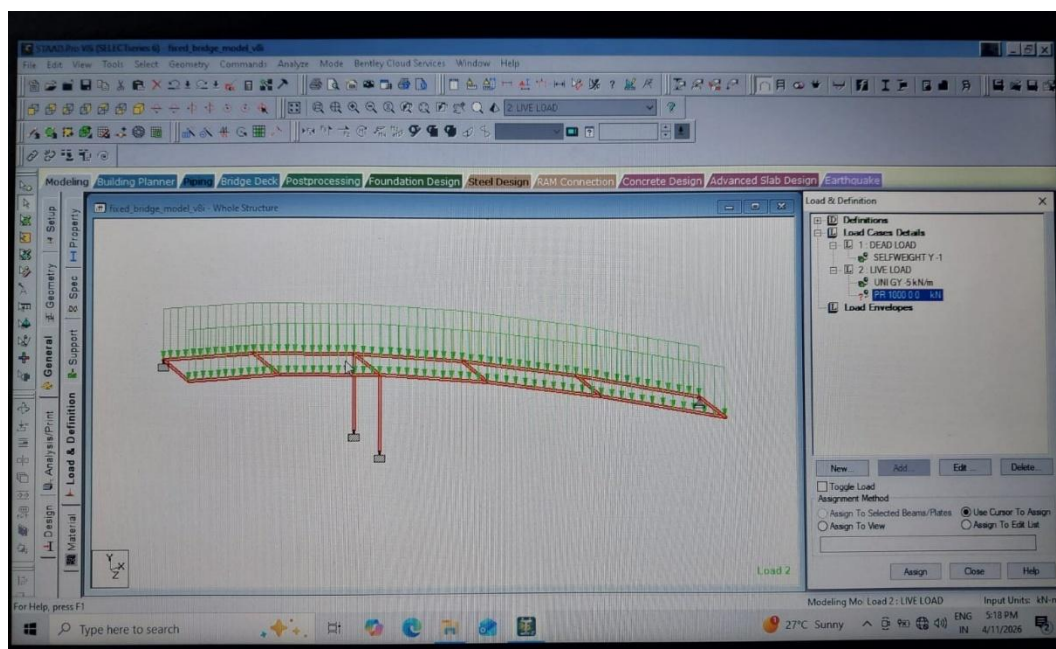 STAAD.Pro V8i (SELECTseries 6) - fixed_bridge_model_v8i
File Edit View Tools Select Geometry Commands Analyze Mode Bentley Cloud Services Window Help
2: LIVE LOAD
Modeling Building Planner Piping Bridge Deck Postprocessing Foundation Design Steel Design RAM Connection Concrete Design Advanced Slab Design Earthquake
fixed_bridge_model_v8i - Whole Structure
Setup
Geometry
General
Analysis/Print
Design
Property
Spec
Support
Load & Definition
Material
Y
X
Z
Load 2
Load & Definition
Definitions
Load Cases Details
1 : DEAD LOAD
SELFWEIGHT Y -1
2 : LIVE LOAD
UNI GY -5 kN/m
PR 1000 0 0 kN
Load Envelopes
New... Add... Edit... Delete...
Toggle Load
Assignment Method
Assign To Selected Beams/Plates Use Cursor To Assign
Assign To View Assign To Edit List
Assign Close Help
For Help, press F1
Modeling Mo Load 2 : LIVE LOAD Input Units: kN-m
Type here to search
27°C Sunny
ENG 5:18 PM
IN 4/11/2026
2